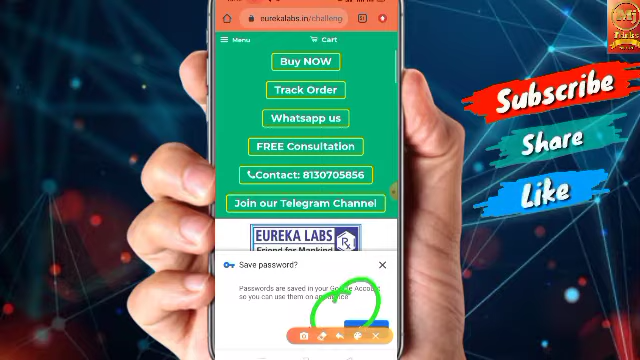 eurekalabs.in/challeng
Menu
Cart
Buy NOW
Track Order
Whatsapp us
FREE Consultation
Contact: 8130705856
Join our Telegram Channel
EUREKA LABS
Friend for Mankind
Save password?
Passwords are saved in your Google Account
so you can use them on any device
Subscribe
Share
Like